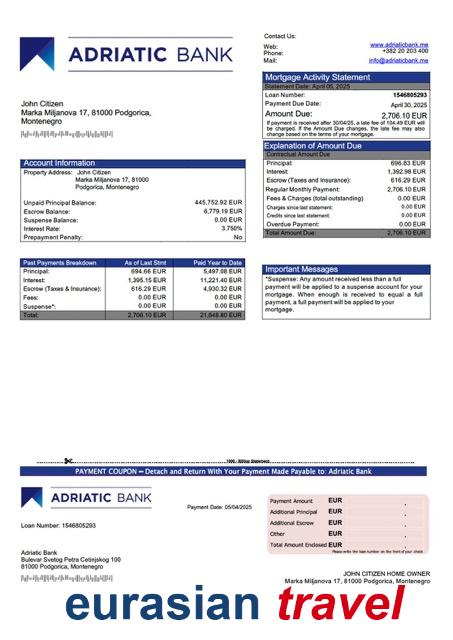 ADRIATIC BANK
Contact Us:
Web: www.adriaticbank.me
Phone: +382 20 203 400
Mail: info@adriaticbank.me
Mortgage Activity Statement
Statement Date: April 05, 2025
Loan Number: 1546805293
Payment Due Date: April 30, 2025
Amount Due: 2,706.10 EUR
If payment is received after 30/04/25, a late fee of 104.49 EUR will
be charged. If the Amount Due changes, the late fee may also
change based on the terms of your mortgage.
John Citizen
Marka Miljanova 17, 81000 Podgorica,
Montenegro
Explanation of Amount Due
Contractual Amount Due
Principal: 696.83 EUR
Interest: 1,392.98 EUR
Escrow (Taxes and Insurance): 616.29 EUR
Regular Monthly Payment: 2,706.10 EUR
Fees & Charges (total outstanding) 0.00 EUR
Charges since last statement: 0.00 EUR
Credits since last statement: 0.00 EUR
Overdue Payment: 0.00 EUR
Total Amount Due: 2,706.10 EUR
Account Information
Property Address: John Citizen
Marka Miljanova 17, 81000
Podgorica, Montenegro
Unpaid Principal Balance: 445,752.92 EUR
Escrow Balance: 6,779.19 EUR
Suspense Balance: 0.00 EUR
Interest Rate: 3.750%
Prepayment Penalty: No
Past Payments Breakdown As of Last Stmt Paid Year to Date
Principal: 694.66 EUR 5,497.08 EUR
Interest: 1,395.15 EUR 11,221.40 EUR
Escrow (Taxes & Insurance): 616.29 EUR 4,930.32 EUR
Fees: 0.00 EUR 0.00 EUR
Suspense*: 0.00 EUR 0.00 EUR
Total: 2,706.10 EUR 21,648.80 EUR
Important Messages
*Suspense: Any amount received less than a full
payment will be applied to a suspense account for your
mortgage. When enough is received to equal a full
payment, a full payment will be applied to your
mortgage.
PAYMENT COUPON – Detach and Return With Your Payment Made Payable to: Adriatic Bank
ADRIATIC BANK
Payment Date: 05/04/2025
Loan Number: 1546805293
Payment Amount EUR .
Additional Principal EUR .
Additional Escrow EUR .
Other EUR .
Total Amount Enclosed EUR .
Please write the loan number on the front of your check
Adriatic Bank
Bulevar Svetog Petra Cetinjskog 100
81000 Podgorica, Montenegro
JOHN CITIZEN HOME OWNER
Marka Miljanova 17, 81000 Podgorica, Montenegro
eurasian travel